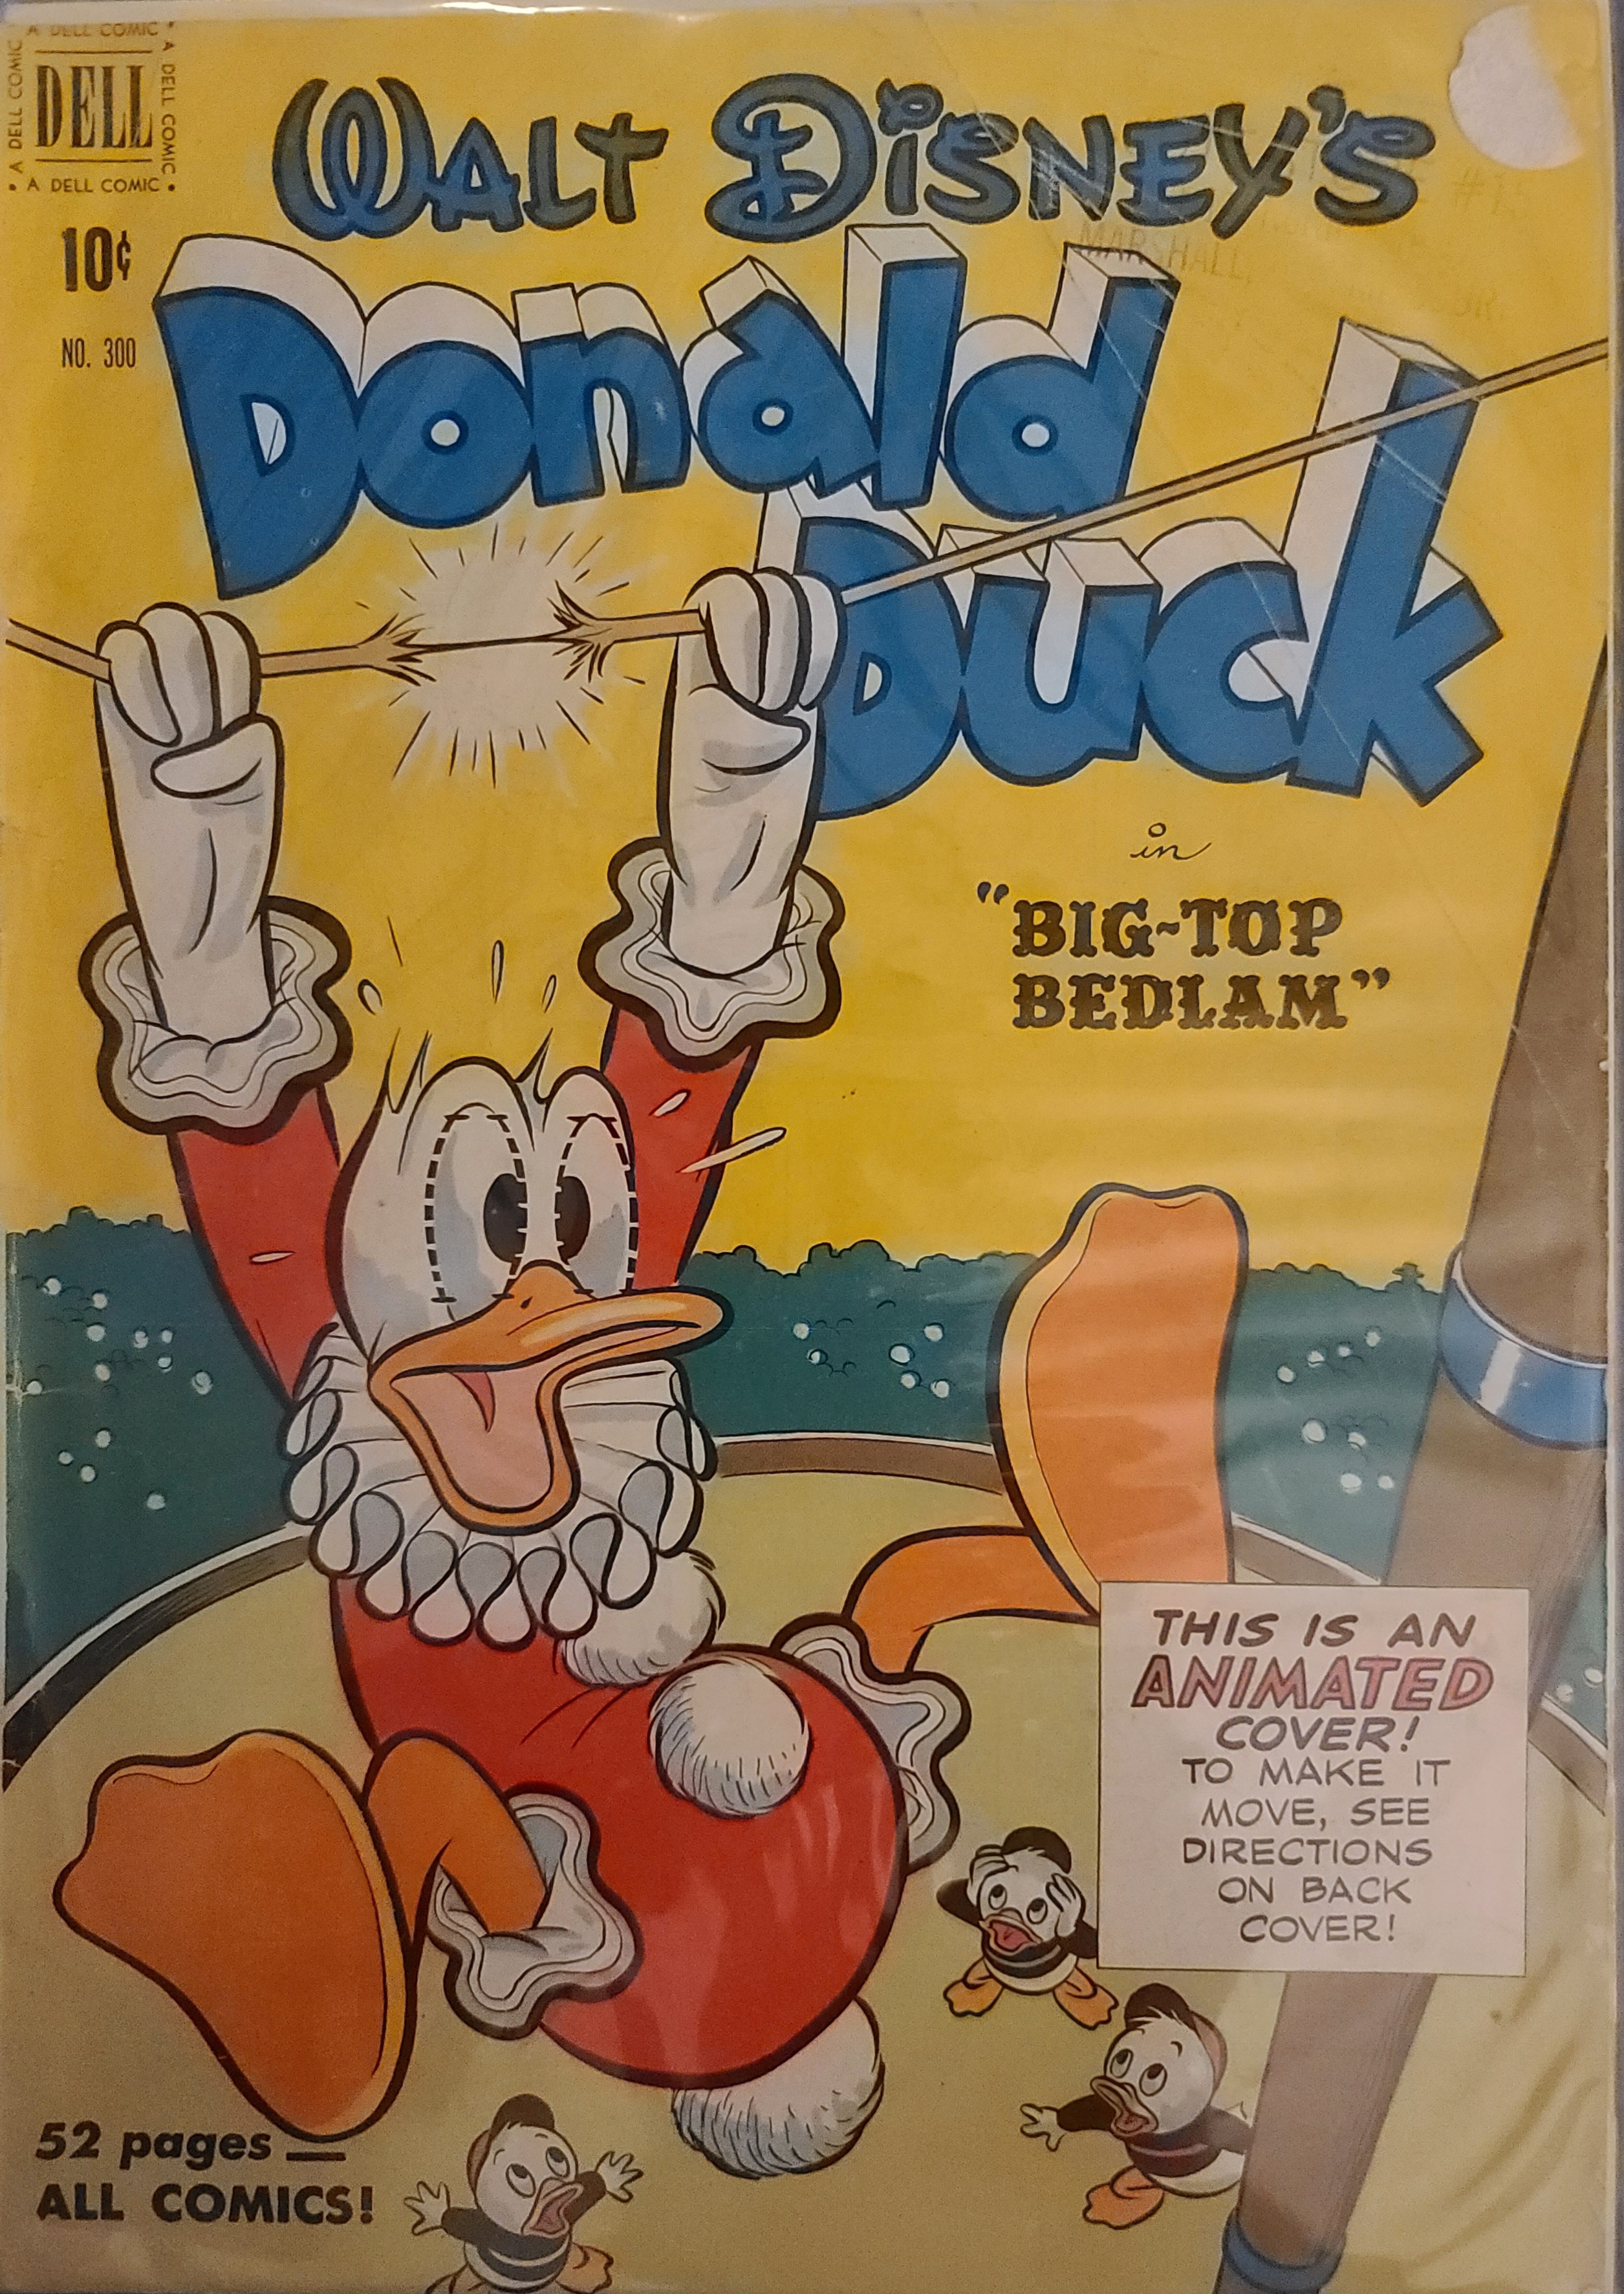 A DELL COMIC
A DELL COMIC
DELL
A DELL COMIC
• A DELL COMIC •
10¢
NO. 300
WALT DISNEY'S
DONALD
DUCK
#1
MARSHALL,
in
"BIG-TOP
BEDLAM"
THIS IS AN
ANIMATED
COVER!
TO MAKE IT
MOVE, SEE
DIRECTIONS
ON BACK
COVER!
52 pages —
ALL COMICS!